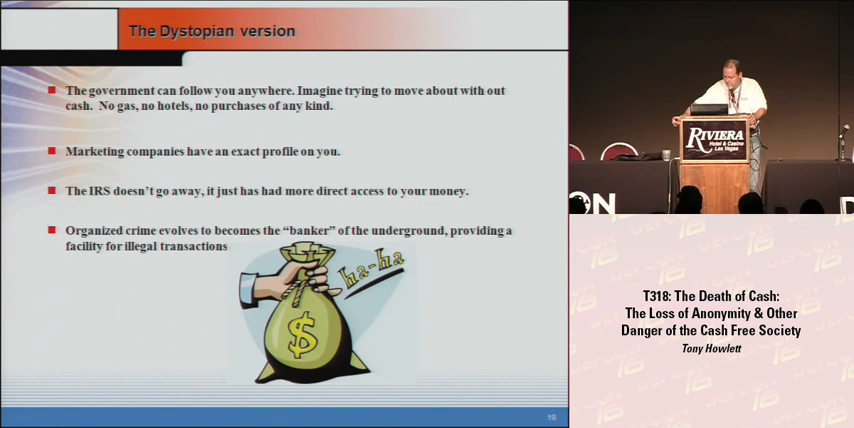 The Dystopian version
The government can follow you anywhere. Imagine trying to move about with out
cash. No gas, no hotels, no purchases of any kind.
Marketing companies have an exact profile on you.
The IRS doesn't go away, it just has had more direct access to your money.
Organized crime evolves to becomes the “banker” of the underground, providing a
facility for illegal transactions
ha-ha
$
19
RIVIERA
Hotel & Casino
Las Vegas
ON
D
T318: The Death of Cash:
The Loss of Anonymity & Other
Danger of the Cash Free Society
Tony Howlett